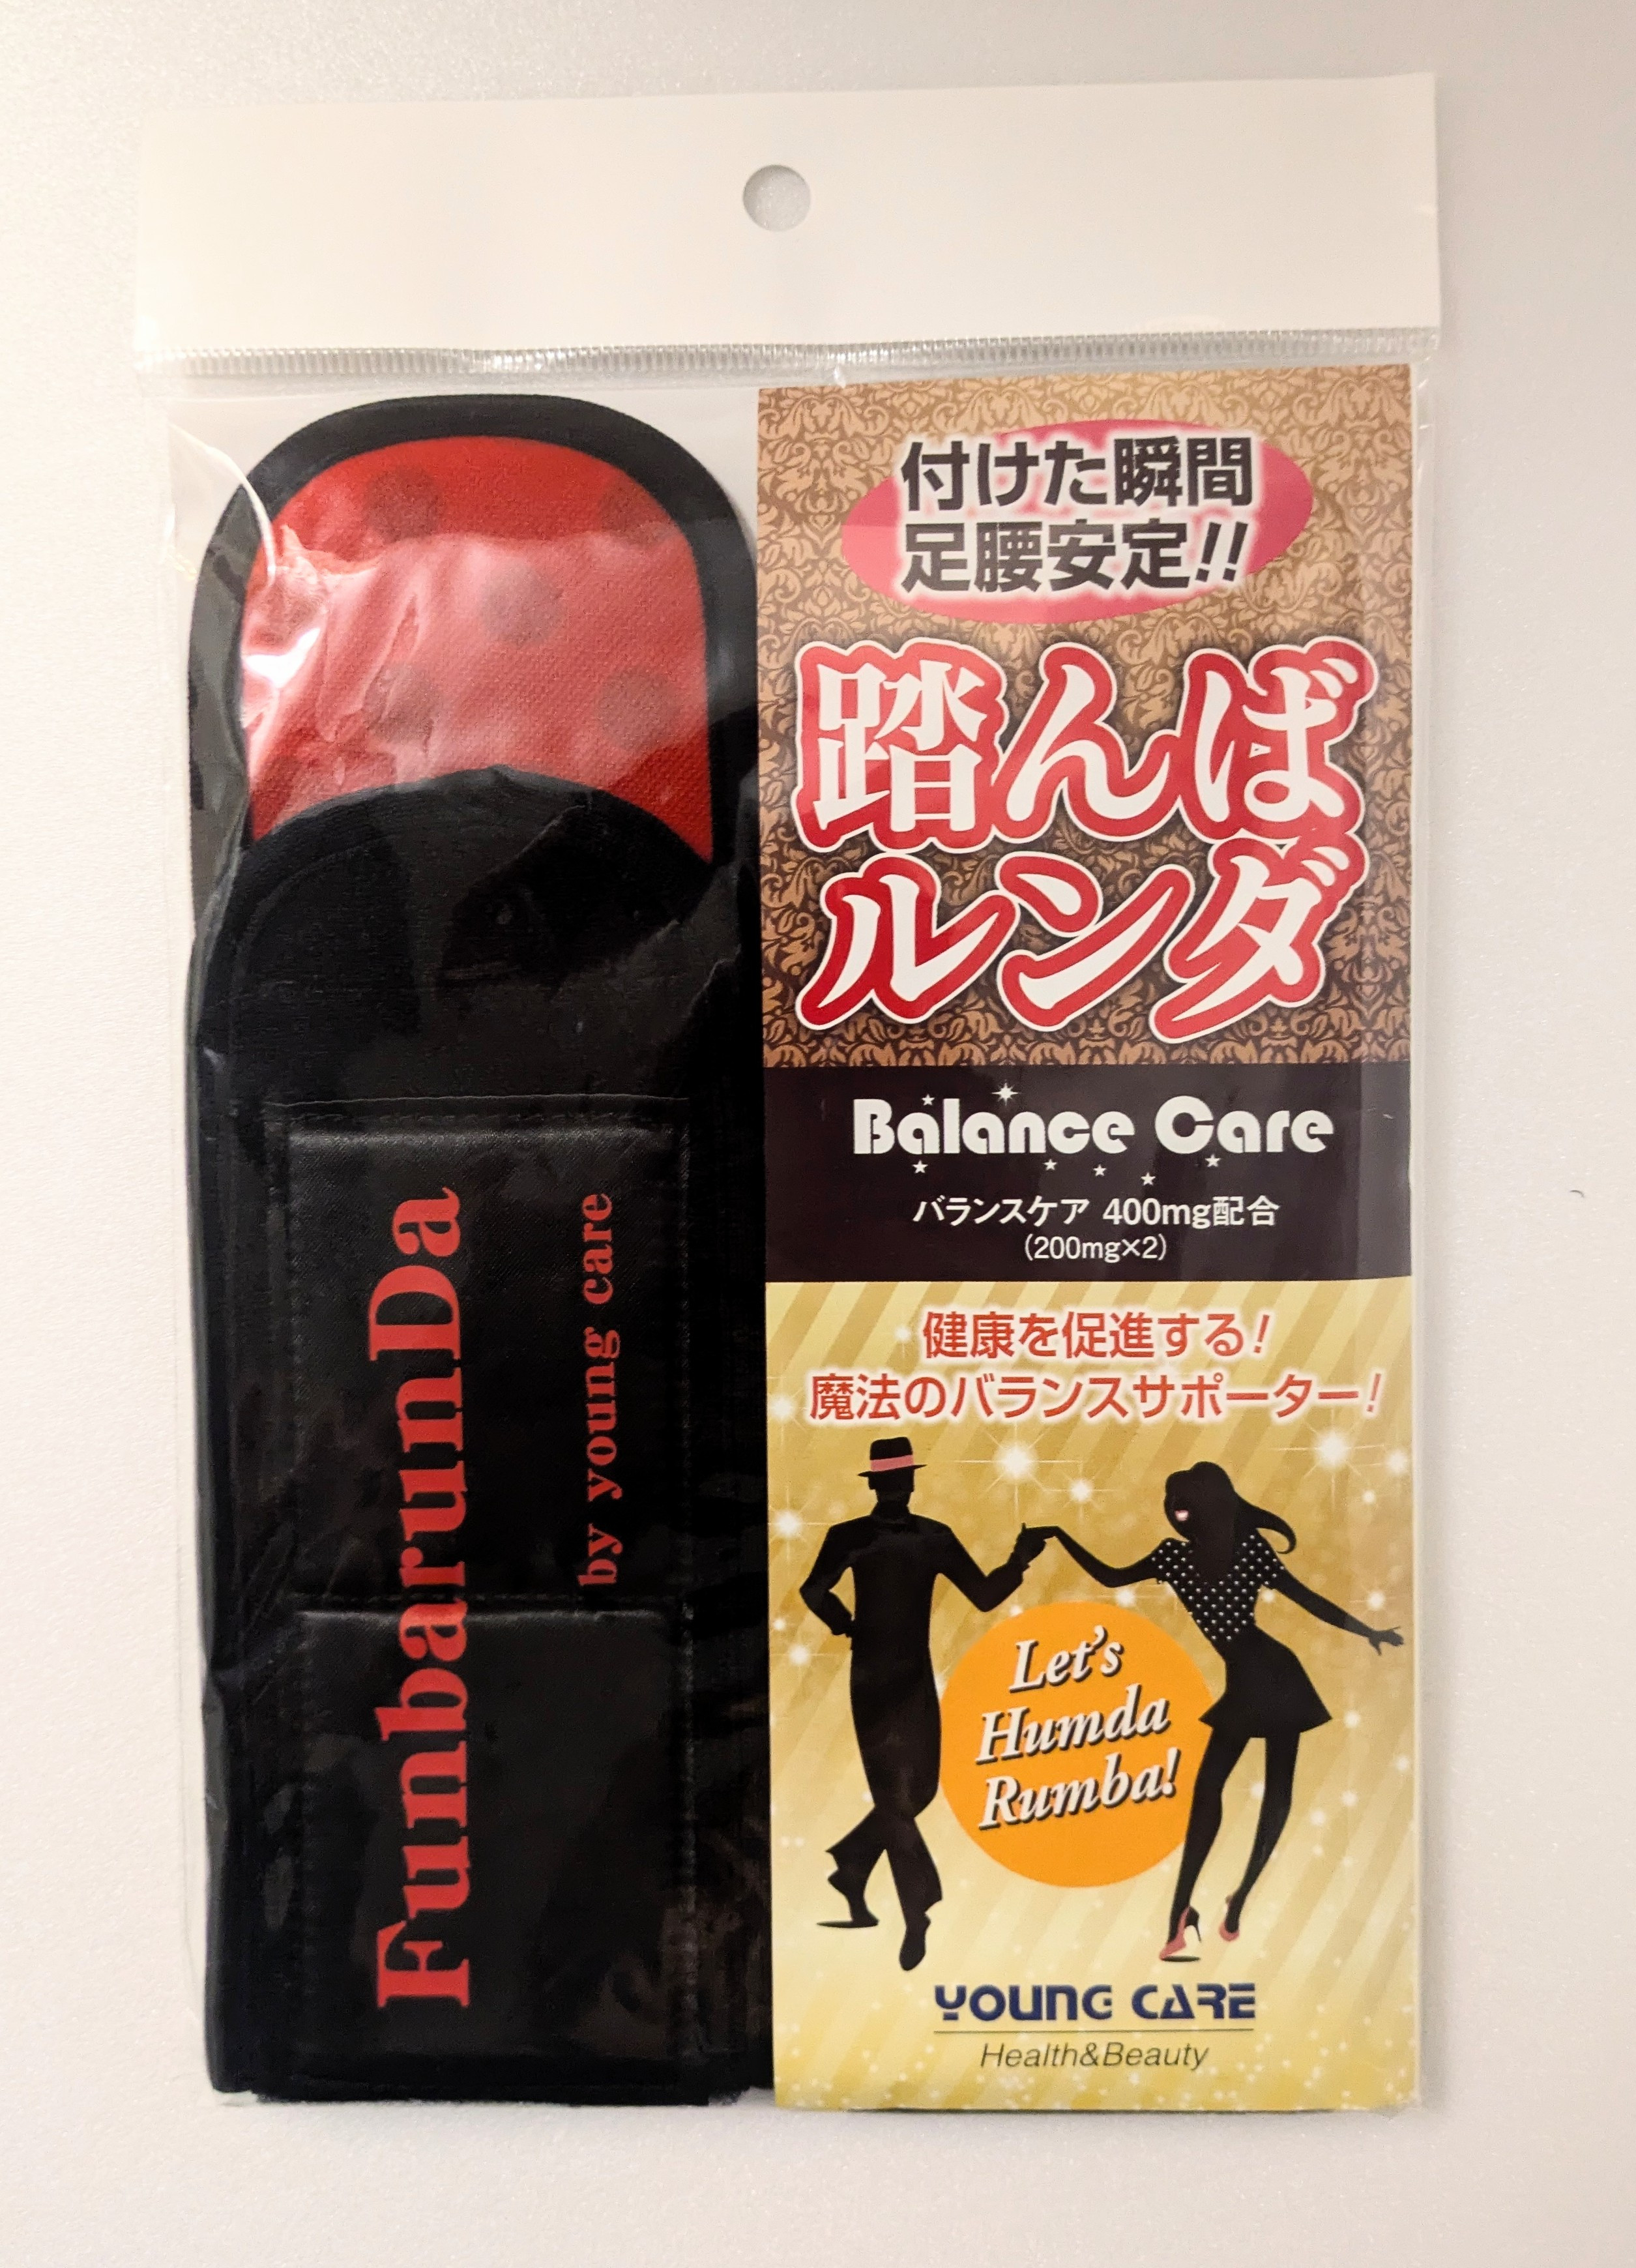 付けた瞬間
足腰安定!!
踏んば
ルンダ
Balance Care
バランスケア 400mg配合
(200mg×2)
健康を促進する!
魔法のバランスサポーター!
Let's
Humda
Rumba!
YOUNG CARE
Health&Beauty
FunbarunDa
by young care